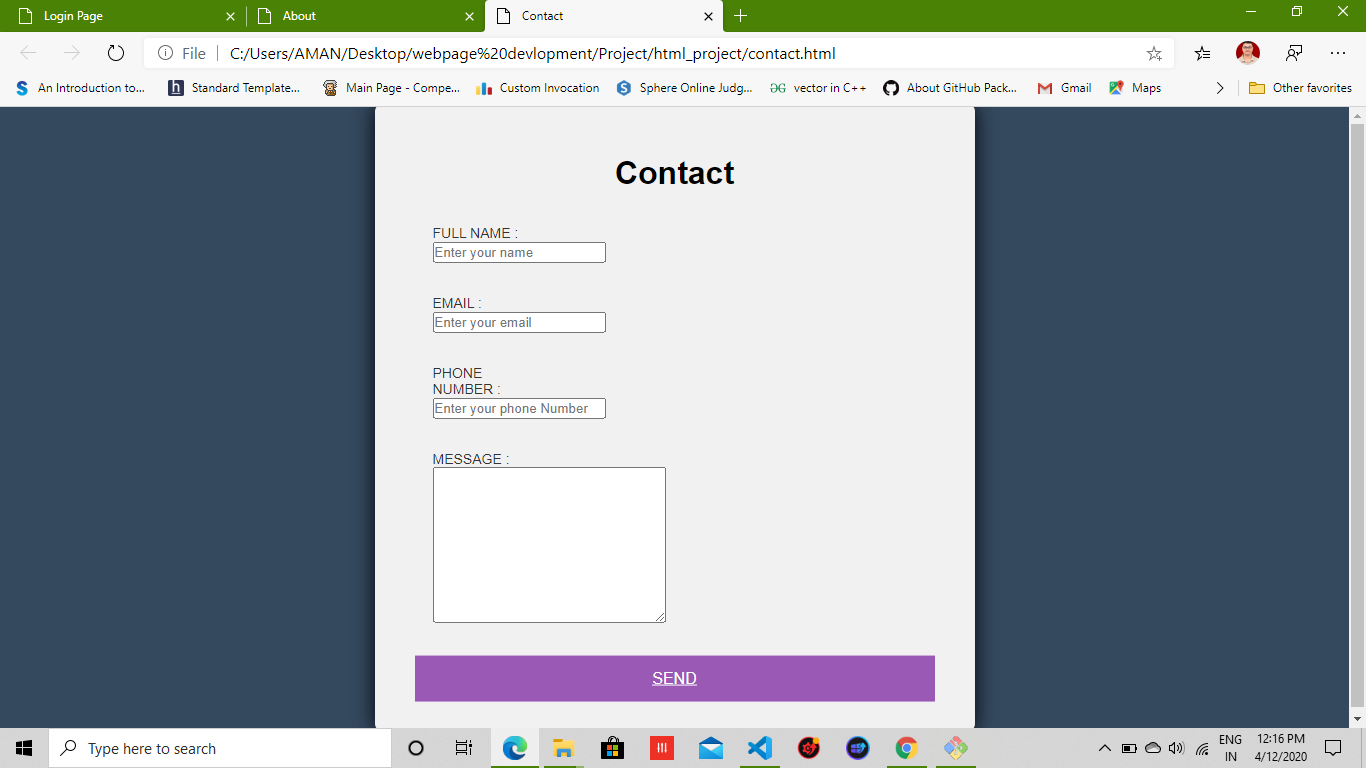 Login Page
About
Contact
File
C:/Users/AMAN/Desktop/webpage%20devlopment/Project/html_project/contact.html
An Introduction to...
Standard Template...
Main Page - Compe...
Custom Invocation
Sphere Online Judg...
vector in C++
About GitHub Pack...
Gmail
Maps
Other favorites
Contact
FULL NAME :
Enter your name
EMAIL :
Enter your email
PHONE
NUMBER :
Enter your phone Number
MESSAGE :
SEND
Type here to search
ENG
IN
12:16 PM
4/12/2020